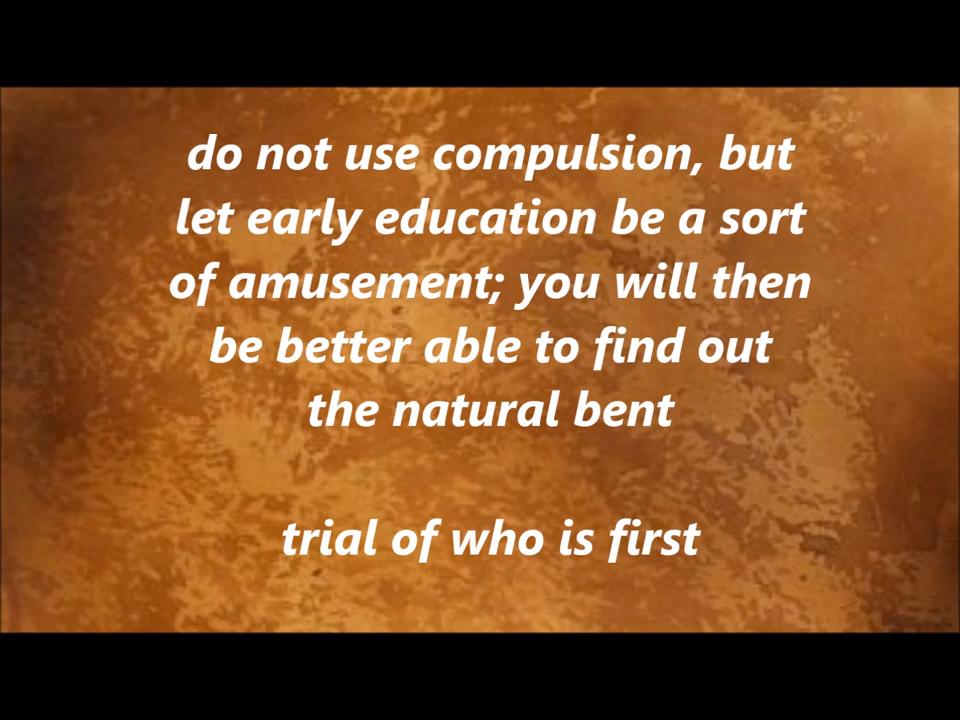 do not use compulsion, but
let early education be a sort
of amusement; you will then
be better able to find out
the natural bent
trial of who is first